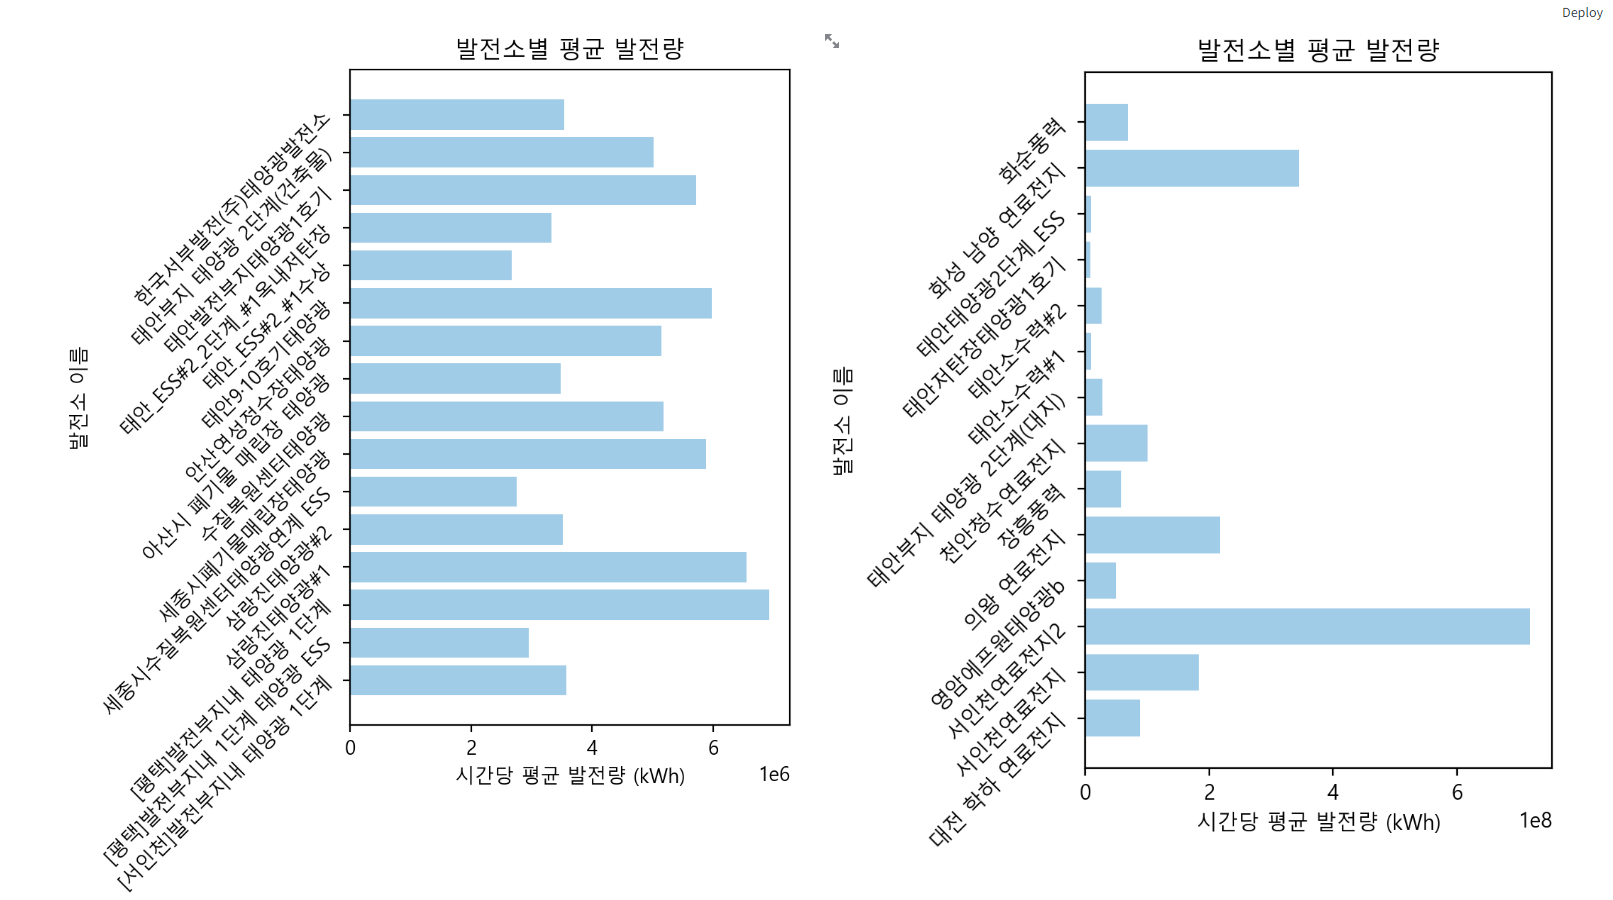 Deploy
발전소별 평균 발전량
한국서부발전(주)태양광발전소
태안부지 태양광 2단계(건축물)
태안발전부지태양광1호기
태안_ESS#2_2단계_#1옥내저탄장
태안_ESS#2_#1수상
태안9·10호기태양광
안산연성정수장태양광
아산시 폐기물 매립장 태양광
수질복원센터태양광
세종시폐기물매립장태양광
세종시수질복원센터태양광연계 ESS
삼랑진태양광#2
삼랑진태양광#1
[평택]발전부지내 태양광 1단계
[평택]발전부지내 1단계 태양광 ESS
[서인천]발전부지내 태양광 1단계
발전소 이름
0 2 4 6
1e6
시간당 평균 발전량 (kWh)
발전소별 평균 발전량
화순풍력
화성 남양 연료전지
태안태양광2단계_ESS
태안저탄장태양광1호기
태안소수력#2
태안소수력#1
태안부지 태양광 2단계(대지)
천안청수연료전지
장흥풍력
의왕 연료전지
영암에프원태양광b
서인천연료전지2
서인천연료전지
대전 학하 연료전지
발전소 이름
0 2 4 6
1e8
시간당 평균 발전량 (kWh)